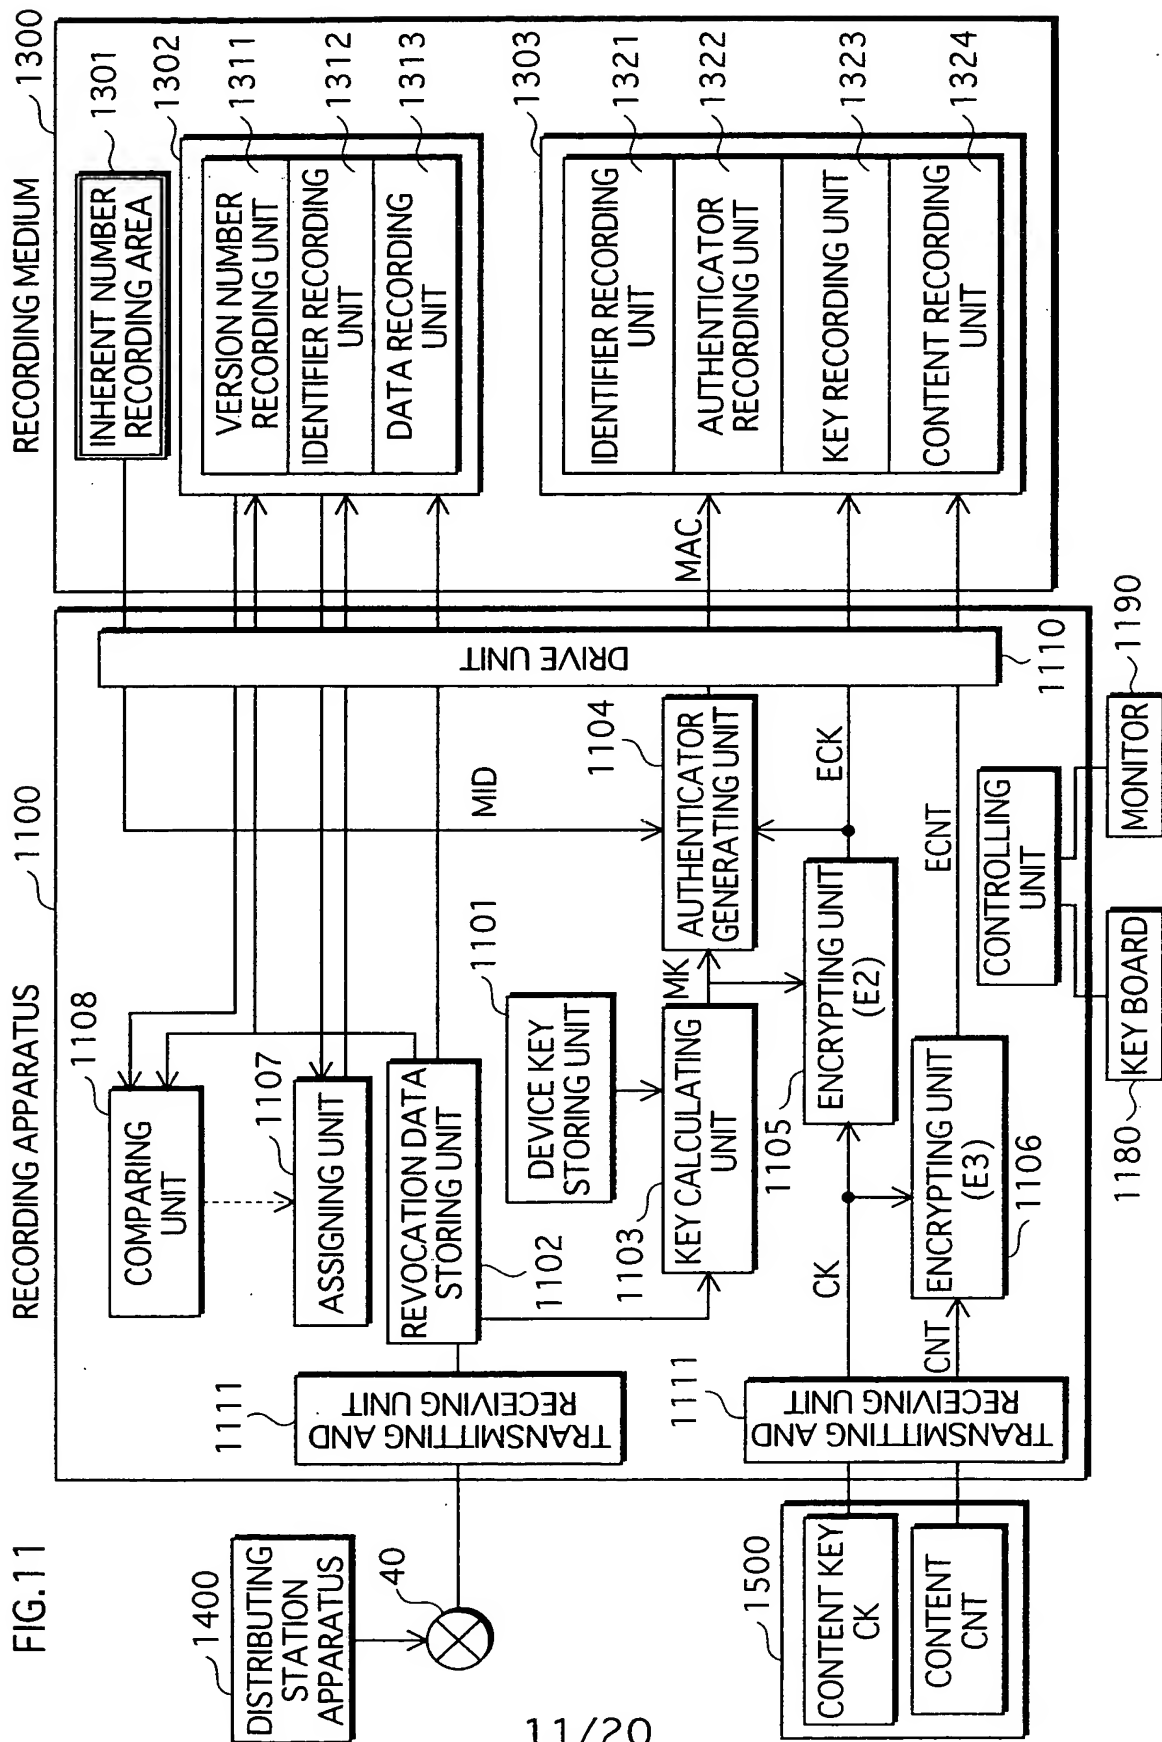 FIG.11
RECORDING APPARATUS
1100
RECORDING MEDIUM
1300
DISTRIBUTING
STATION
APPARATUS
1400
40
1500
CONTENT KEY
CK
CONTENT
CNT
TRANSMITTING AND
RECEIVING UNIT
1111
TRANSMITTING AND
RECEIVING UNIT
1111
COMPARING
UNIT
1108
ASSIGNING UNIT
1107
REVOCATION DATA
STORING UNIT
1102
DEVICE KEY
STORING UNIT
1101
KEY CALCULATING
UNIT
1103
MK
AUTHENTICATOR
GENERATING UNIT
1104
MID
CK
ENCRYPTING UNIT
(E2)
1105
ECK
CNT
ENCRYPTING UNIT
(E3)
1106
ECNT
CONTROLLING
UNIT
DRIVE UNIT
1110
KEY BOARD
1180
MONITOR
1190
MAC
INHERENT NUMBER
RECORDING AREA
1301
1302
VERSION NUMBER
RECORDING UNIT
1311
IDENTIFIER RECORDING
UNIT
1312
DATA RECORDING
UNIT
1313
1303
IDENTIFIER RECORDING
UNIT
1321
AUTHENTICATOR
RECORDING UNIT
1322
KEY RECORDING UNIT
1323
CONTENT RECORDING
UNIT
1324
11/20